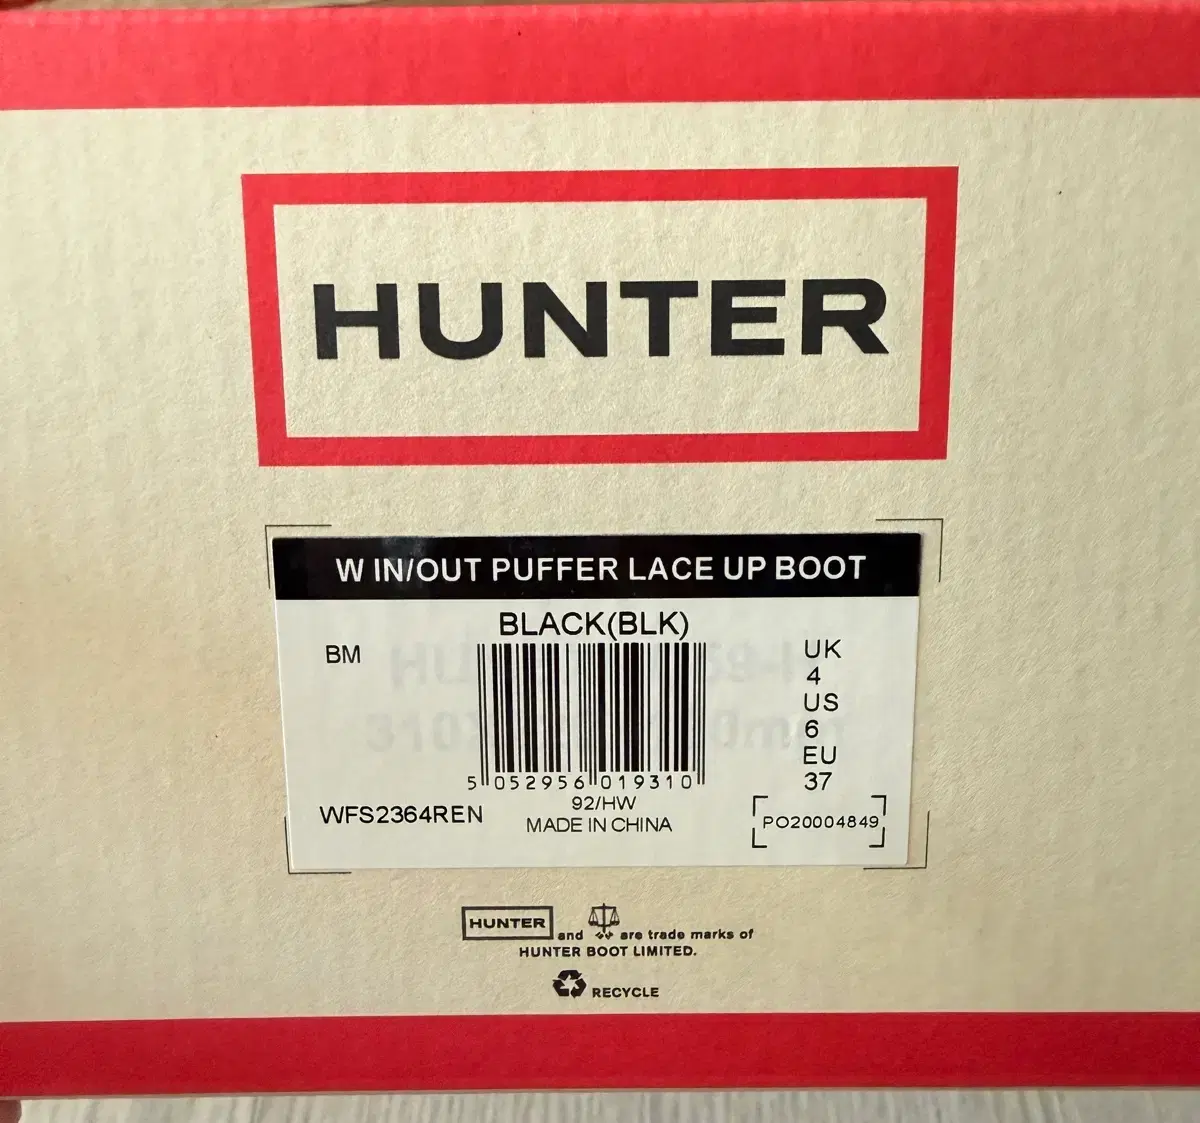 HUNTER
W IN/OUT PUFFER LACE UP BOOT
BLACK(BLK)
BM
UK
4
US
6
EU
37
5 052956 019310
92/HW
WFS2364REN
MADE IN CHINA
PO20004849
HUNTER and are trade marks of
HUNTER BOOT LIMITED.
RECYCLE